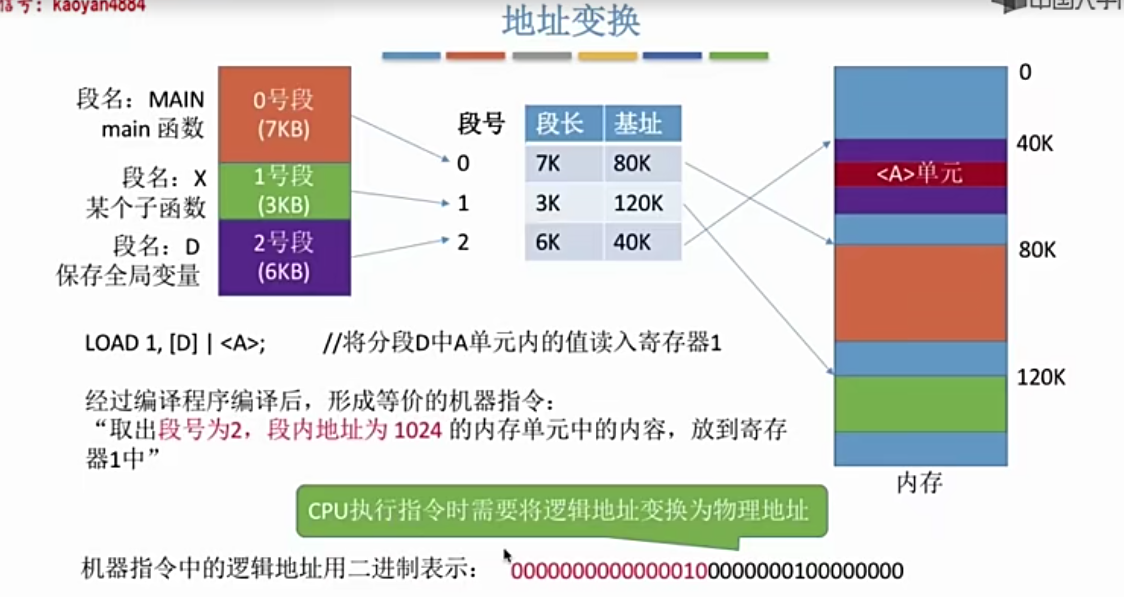 kaoyan4884
地址变换
段名：MAIN
main 函数
0号段
(7KB)
段名：X
某个子函数
1号段
(3KB)
段名：D
保存全局变量
2号段
(6KB)
段号 段长 基址
0 7K 80K
1 3K 120K
2 6K 40K
0
40K
<A>单元
80K
120K
内存
LOAD 1, [D] | <A>; //将分段D中A单元内的值读入寄存器1
经过编译程序编译后，形成等价的机器指令：
“取出段号为2，段内地址为 1024 的内存单元中的内容，放到寄存
器1中”
CPU执行指令时需要将逻辑地址变换为物理地址
机器指令中的逻辑地址用二进制表示： 00000000000000100000000100000000